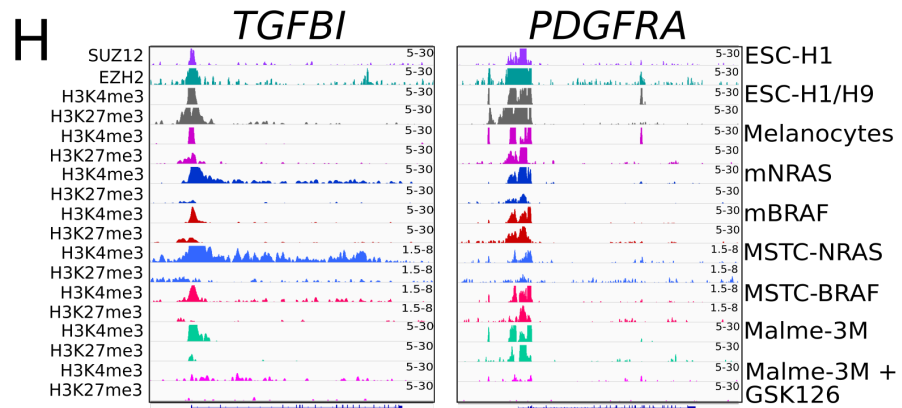 H
TGFBI PDGFRA
SUZ12 5-30 5-30 ESC-H1
EZH2 5-30 5-30
H3K4me3 5-30 5-30 ESC-H1/H9
H3K27me3 5-30 5-30
H3K4me3 5-30 5-30 Melanocytes
H3K27me3 5-30 5-30
H3K4me3 5-30 5-30 mNRAS
H3K27me3 5-30 5-30
H3K4me3 5-30 5-30 mBRAF
H3K27me3 5-30 5-30
H3K4me3 1.5-8 1.5-8 MSTC-NRAS
H3K27me3 1.5-8 1.5-8
H3K4me3 1.5-8 1.5-8 MSTC-BRAF
H3K27me3 1.5-8 1.5-8
H3K4me3 5-30 5-30 Malme-3M
H3K27me3 5-30 5-30
H3K4me3 5-30 5-30 Malme-3M +
H3K27me3 5-30 5-30 GSK126